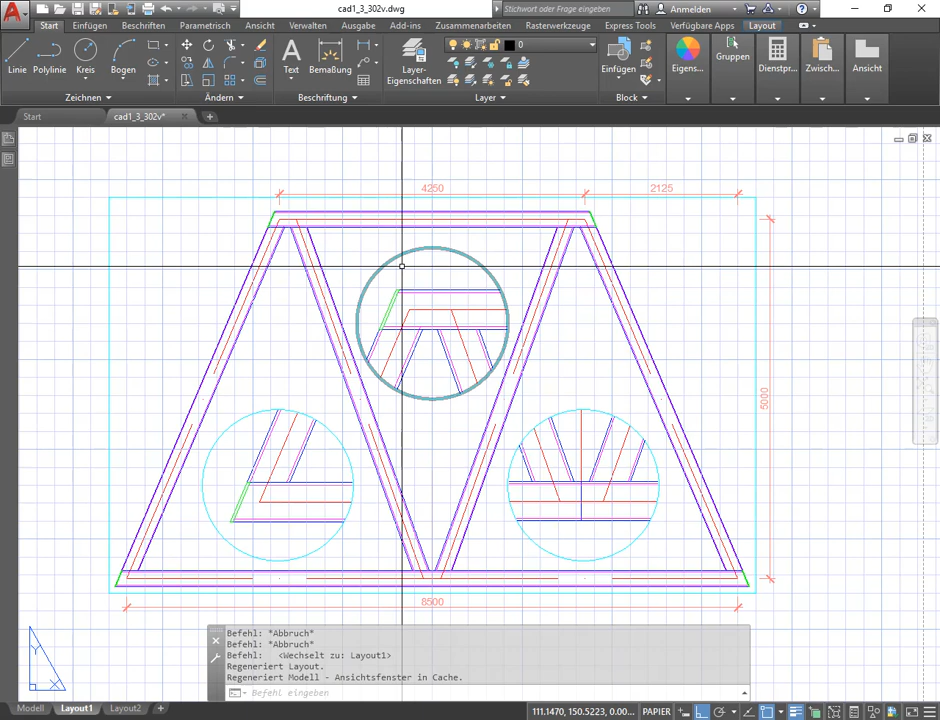 cad1_3_302v.dwg
Stichwort oder Frage eingeben
Anmelden
Start Einfügen Beschriften Parametrisch Ansicht Verwalten Ausgabe Add-ins Zusammenarbeiten Rasterwerkeuge Express Tools Verfügbare Apps Layout
Linie Polylinie Kreis Bogen
Text Bemaßung
Layer-Eigenschaften
0
Einfügen
Eigens...
Gruppen
Dienstpr...
Zwisch...
Ansicht
Zeichnen Ändern Beschriftung Layer Block
Start cad1_3_302v*
4250 2125
5000
8500
Befehl: *Abbruch*
Befehl: *Abbruch*
Befehl: <Wechselt zu: Layout1>
Regeneriert Layout.
Regeneriert Modell - Ansichtsfenster in Cache.
Befehl eingeben
Y
X
Modell Layout1 Layout2
111.1470, 150.5223, 0.00... PAPIER